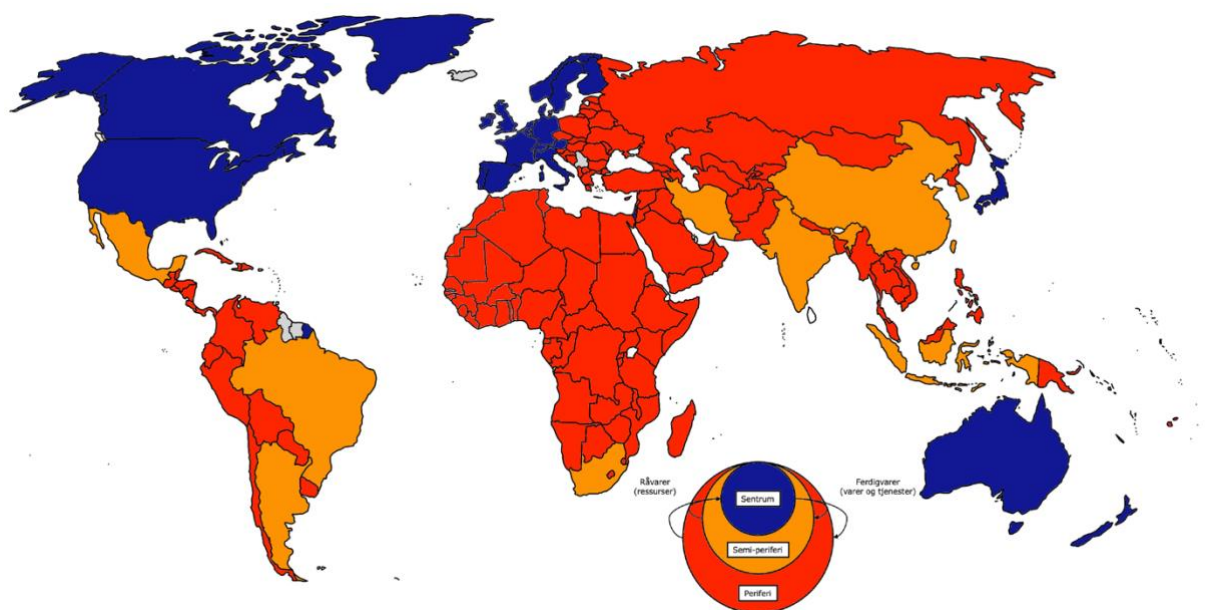 Råvarer
(ressurser)
Ferdigvarer
(varer og tjenester)
Sentrum
Semi-periferi
Periferi